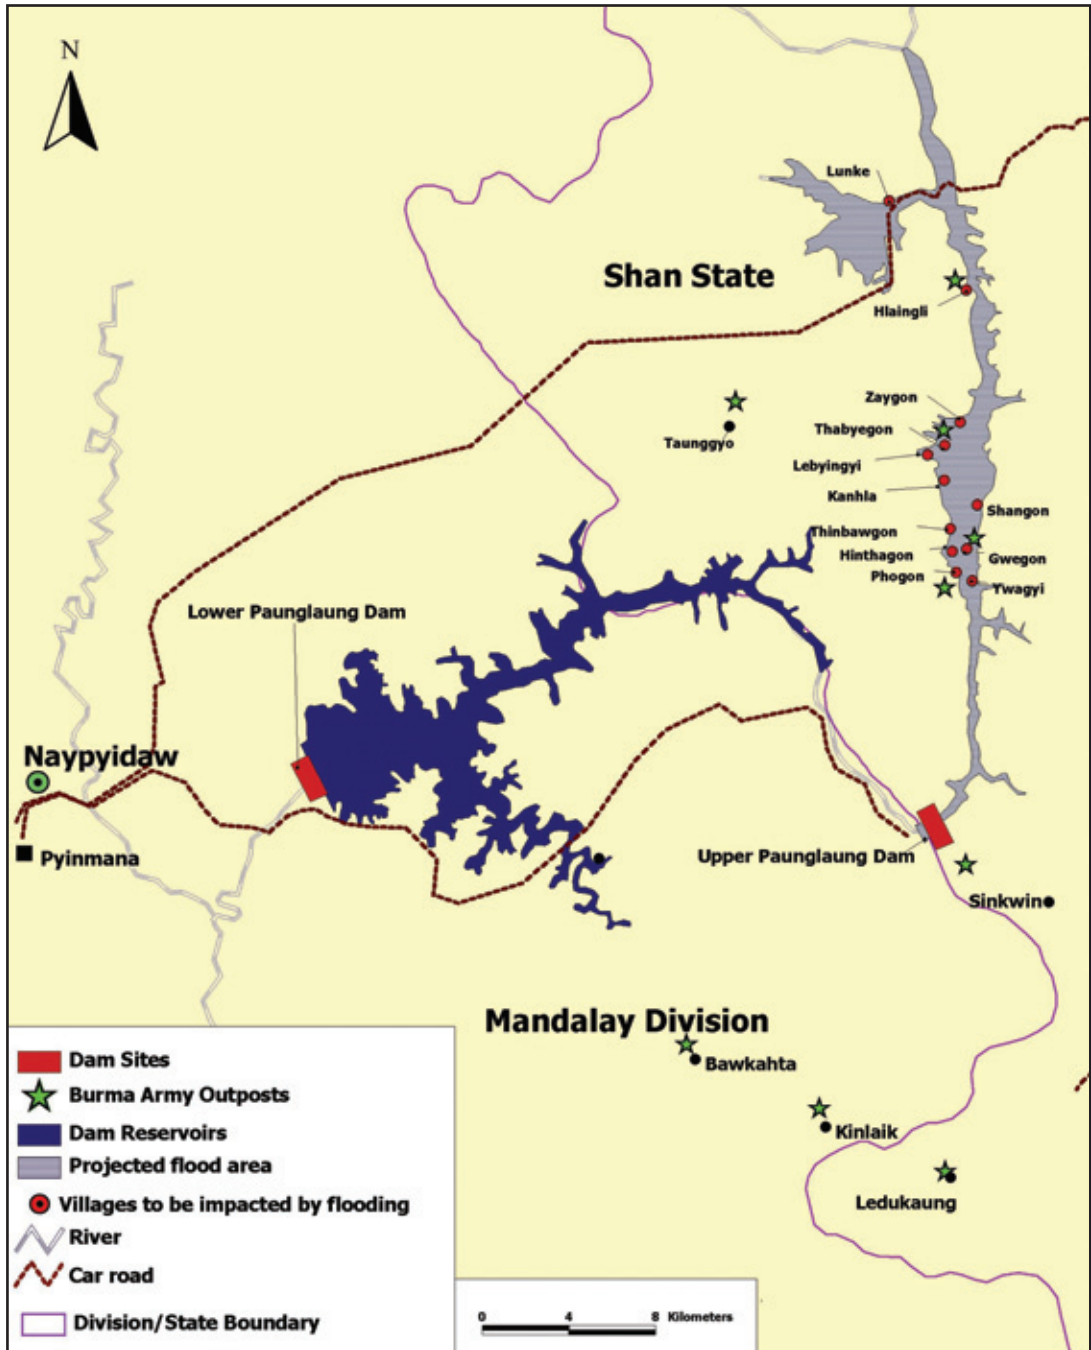 N
Lunke
Shan State
Hlaingli
Zaygon
Thabyegon
Taunggyo
Lebyingyi
Kanhla
Shangon
Thinbawgon
Hinthagon
Gwegon
Phogon
Ywagyi
Lower Paunglaung Dam
Naypyidaw
Pyinmana
Upper Paunglaung Dam
Sinkwin
Mandalay Division
Bawkahta
Kinlaik
Ledukaung
Dam Sites
Burma Army Outposts
Dam Reservoirs
Projected flood area
Villages to be impacted by flooding
River
Car road
Division/State Boundary
0 4 8 Kilometers